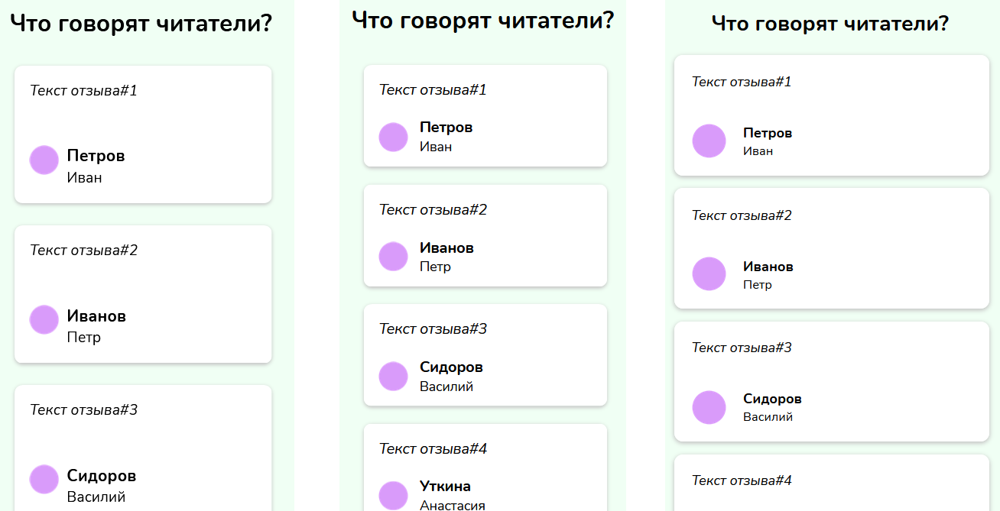 Что говорят читатели?
Текст отзыва#1
Петров
Иван
Текст отзыва#2
Иванов
Петр
Текст отзыва#3
Сидоров
Василий
Что говорят читатели?
Текст отзыва#1
Петров
Иван
Текст отзыва#2
Иванов
Петр
Текст отзыва#3
Сидоров
Василий
Текст отзыва#4
Уткина
Анастасия
Что говорят читатели?
Текст отзыва#1
Петров
Иван
Текст отзыва#2
Иванов
Петр
Текст отзыва#3
Сидоров
Василий
Текст отзыва#4